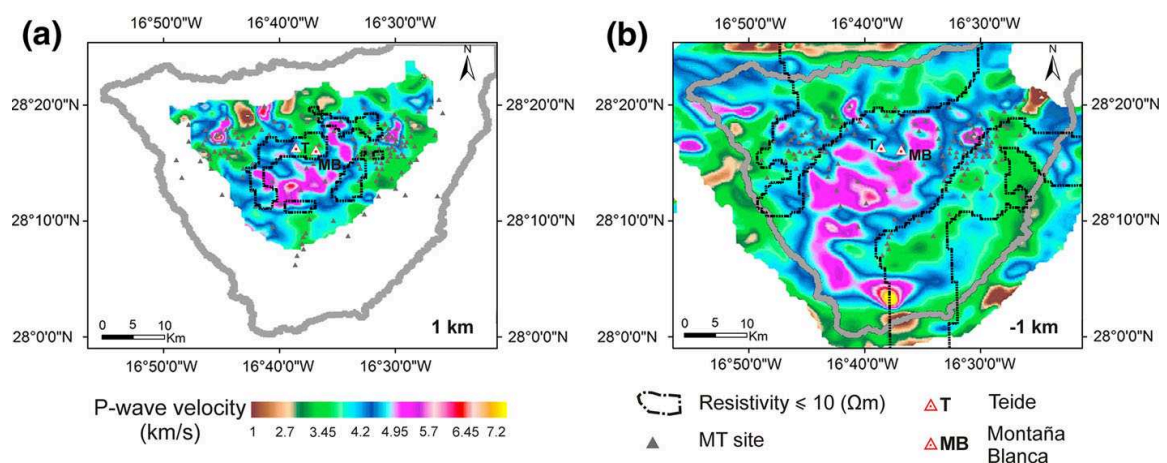 (a)
16°50'0"W 16°40'0"W 16°30'0"W
N
28°20'0"N 28°20'0"N
MB
28°10'0"N 28°10'0"N
0 5 10
Km
1 km
28°0'0"N 28°0'0"N
16°50'0"W 16°40'0"W 16°30'0"W
(b)
16°50'0"W 16°40'0"W 16°30'0"W
N
28°20'0"N 28°20'0"N
T
MB
28°10'0"N 28°10'0"N
0 5 10
Km
-1 km
28°0'0"N 28°0'0"N
16°50'0"W 16°40'0"W 16°30'0"W
P-wave velocity
(km/s)
1 2.7 3.45 4.2 4.95 5.7 6.45 7.2
Resistivity ⩽ 10 (Ωm)
MT site
T Teide
MB Montaña
Blanca